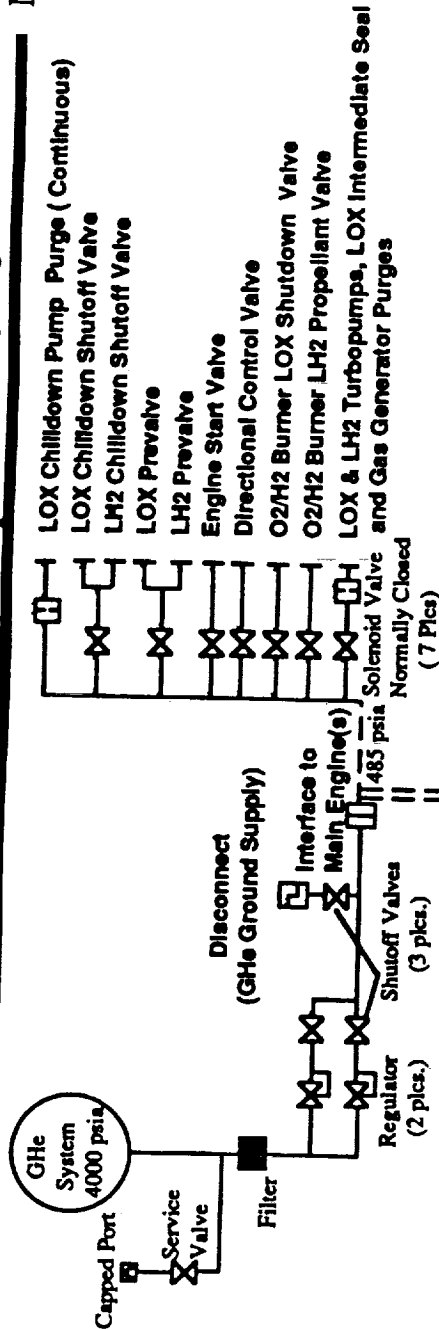 LOX Chilldown Pump Purge ( Continuous)
LOX Chilldown Shutoff Valve
LH2 Chilldown Shutoff Valve
LOX Prevalve
LH2 Prevalve
Engine Start Valve
Directional Control Valve
O2/H2 Burner LOX Shutdown Valve
O2/H2 Burner LH2 Propellant Valve
LOX & LH2 Turbopumps, LOX Intermediate Seal
and Gas Generator Purges
Solenoid Valve
Normally Closed
( 7 Plcs)
485 psia
Disconnect
(GHe Ground Supply)
Interface to
Main Engine(s)
Shutoff Valves
(3 plcs.)
Regulator
(2 plcs.)
GHe
System
4000 psia
Capped Port
Service
Valve
Filter